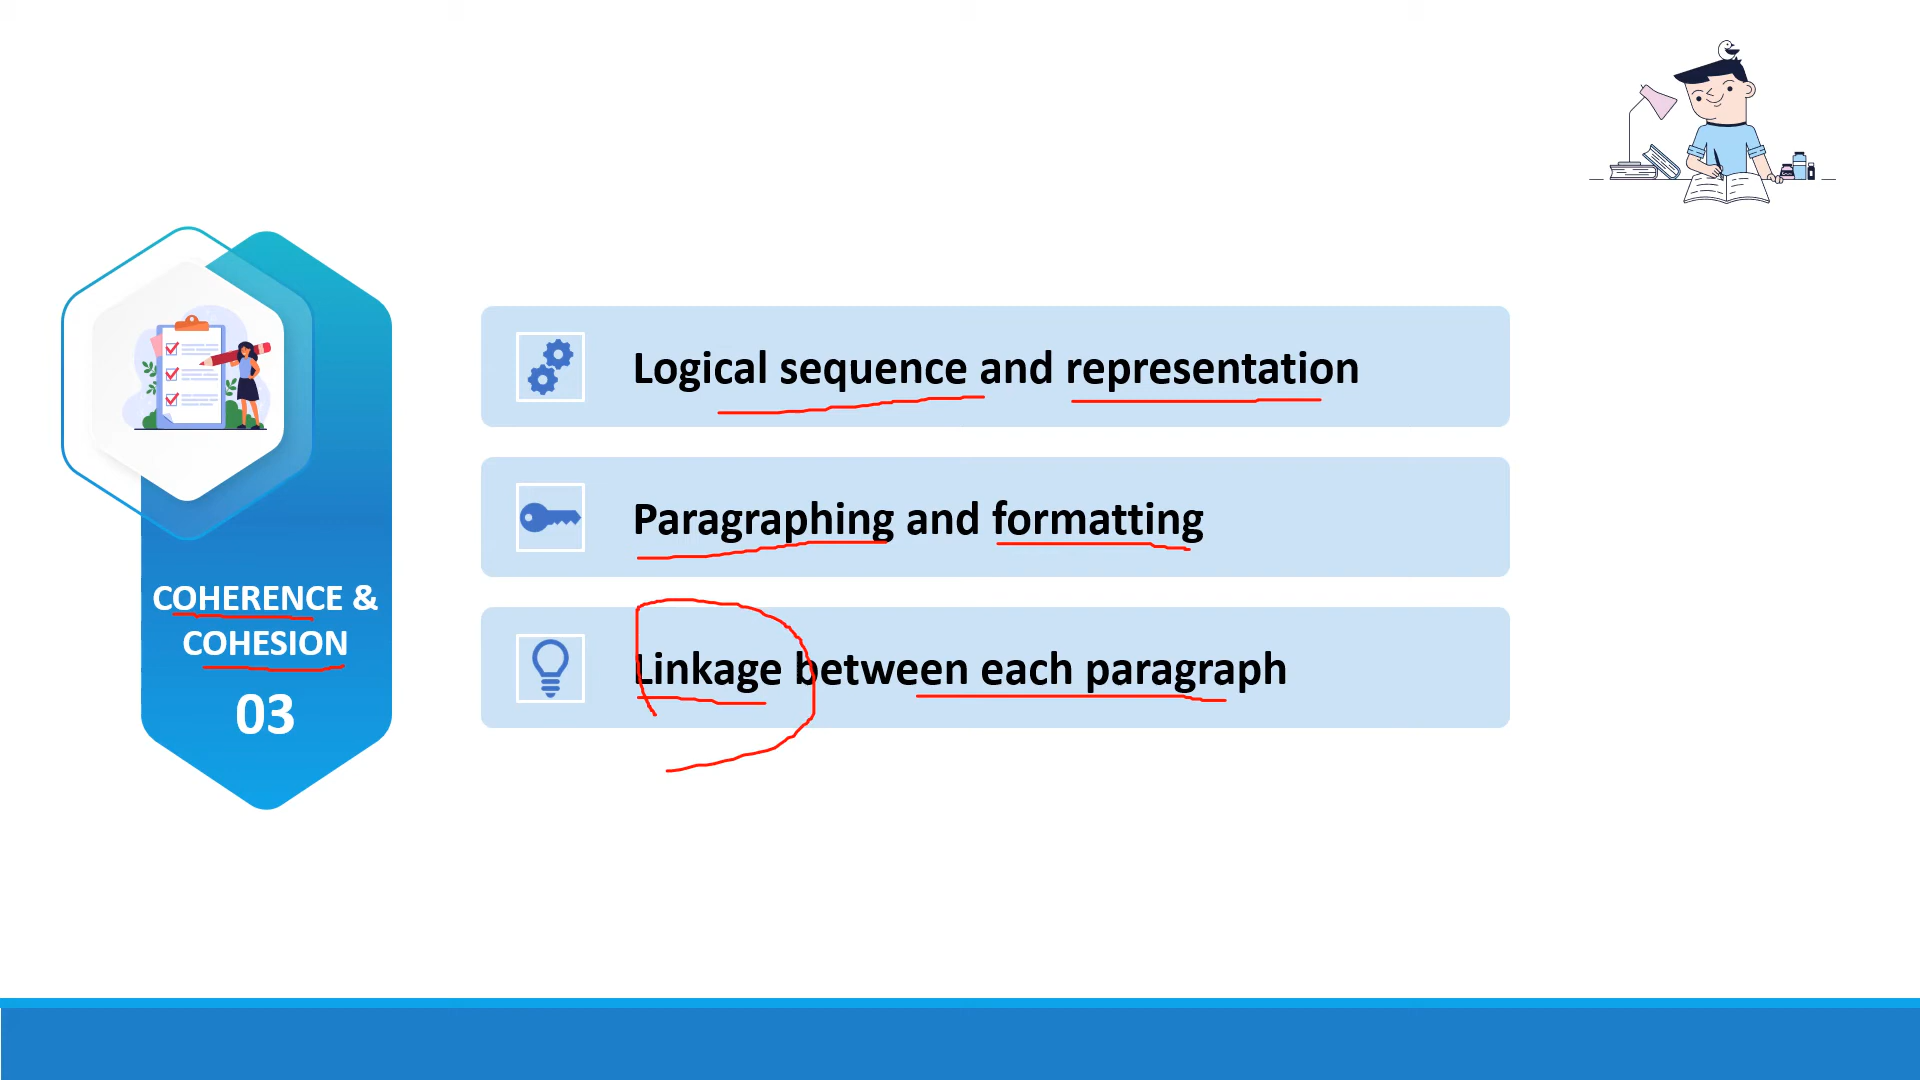 COHERENCE &
COHESION
03
Logical sequence and representation
Paragraphing and formatting
Linkage between each paragraph